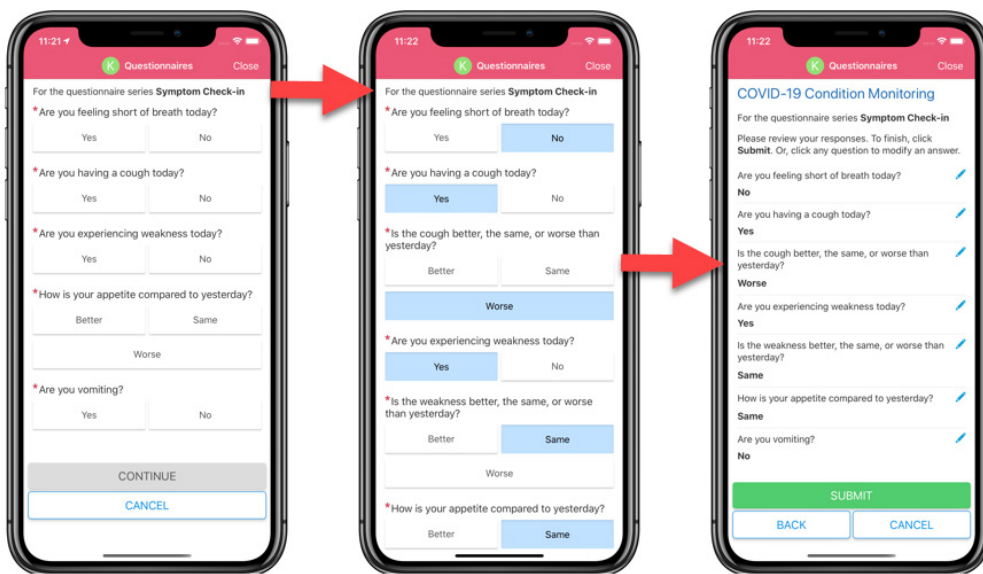 11:21
K Questionnaires Close
For the questionnaire series Symptom Check-in
*Are you feeling short of breath today?
Yes No
*Are you having a cough today?
Yes No
*Are you experiencing weakness today?
Yes No
*How is your appetite compared to yesterday?
Better Same
Worse
*Are you vomiting?
Yes No
CONTINUE
CANCEL
11:22
K Questionnaires Close
For the questionnaire series Symptom Check-in
*Are you feeling short of breath today?
Yes No
*Are you having a cough today?
Yes No
*Is the cough better, the same, or worse than
yesterday?
Better Same
Worse
*Are you experiencing weakness today?
Yes No
*Is the weakness better, the same, or worse
than yesterday?
Better Same
Worse
*How is your appetite compared to yesterday?
Better Same
11:22
K Questionnaires Close
COVID-19 Condition Monitoring
For the questionnaire series Symptom Check-in
Please review your responses. To finish, click
Submit. Or, click any question to modify an answer.
Are you feeling short of breath today?
No
Are you having a cough today?
Yes
Is the cough better, the same, or worse than
yesterday?
Worse
Are you experiencing weakness today?
Yes
Is the weakness better, the same, or worse than
yesterday?
Same
How is your appetite compared to yesterday?
Same
Are you vomiting?
No
SUBMIT
BACK CANCEL